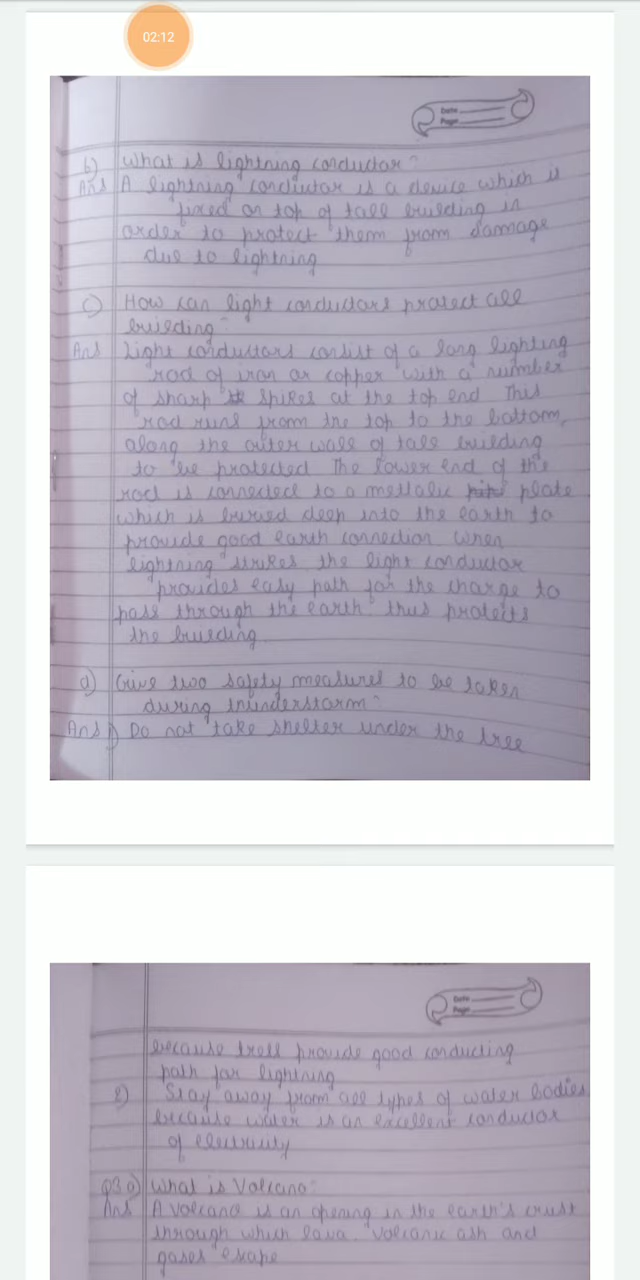 02:12
Date
Page
b) What is lightning conductor?
Ans A lightning conductor is a device which is
fixed on top of tall building in
order to protect them from damage
due to lightning
c) How can light conductors protect all
building?
Ans Light conductors consist of a long lighting
rod of iron or copper with a number
of sharp spikes at the top end This
rod runs from the top to the bottom,
along the outer wall of tall building
to be protected The lower end of the
rod is connected to a mettalic plate
which is buried deep into the earth to
provide good earth connection when
lightning strikes the light conductor
provides easy path for the charge to
pass through the earth. thus protects
the building
d) Give two safety measures to be taken
during thunderstorm?
Ans 1) Do not take shelter under the tree
Date
Page
because trees provide good conducting
path for lightning
2) Stay away from all types of water bodies
because water is an excellent conductor
of electricity
Q3 a) What is Volcano?
Ans A volcano is an opening in the earth's crust
through which lava. Volcanic ash and
gases escape